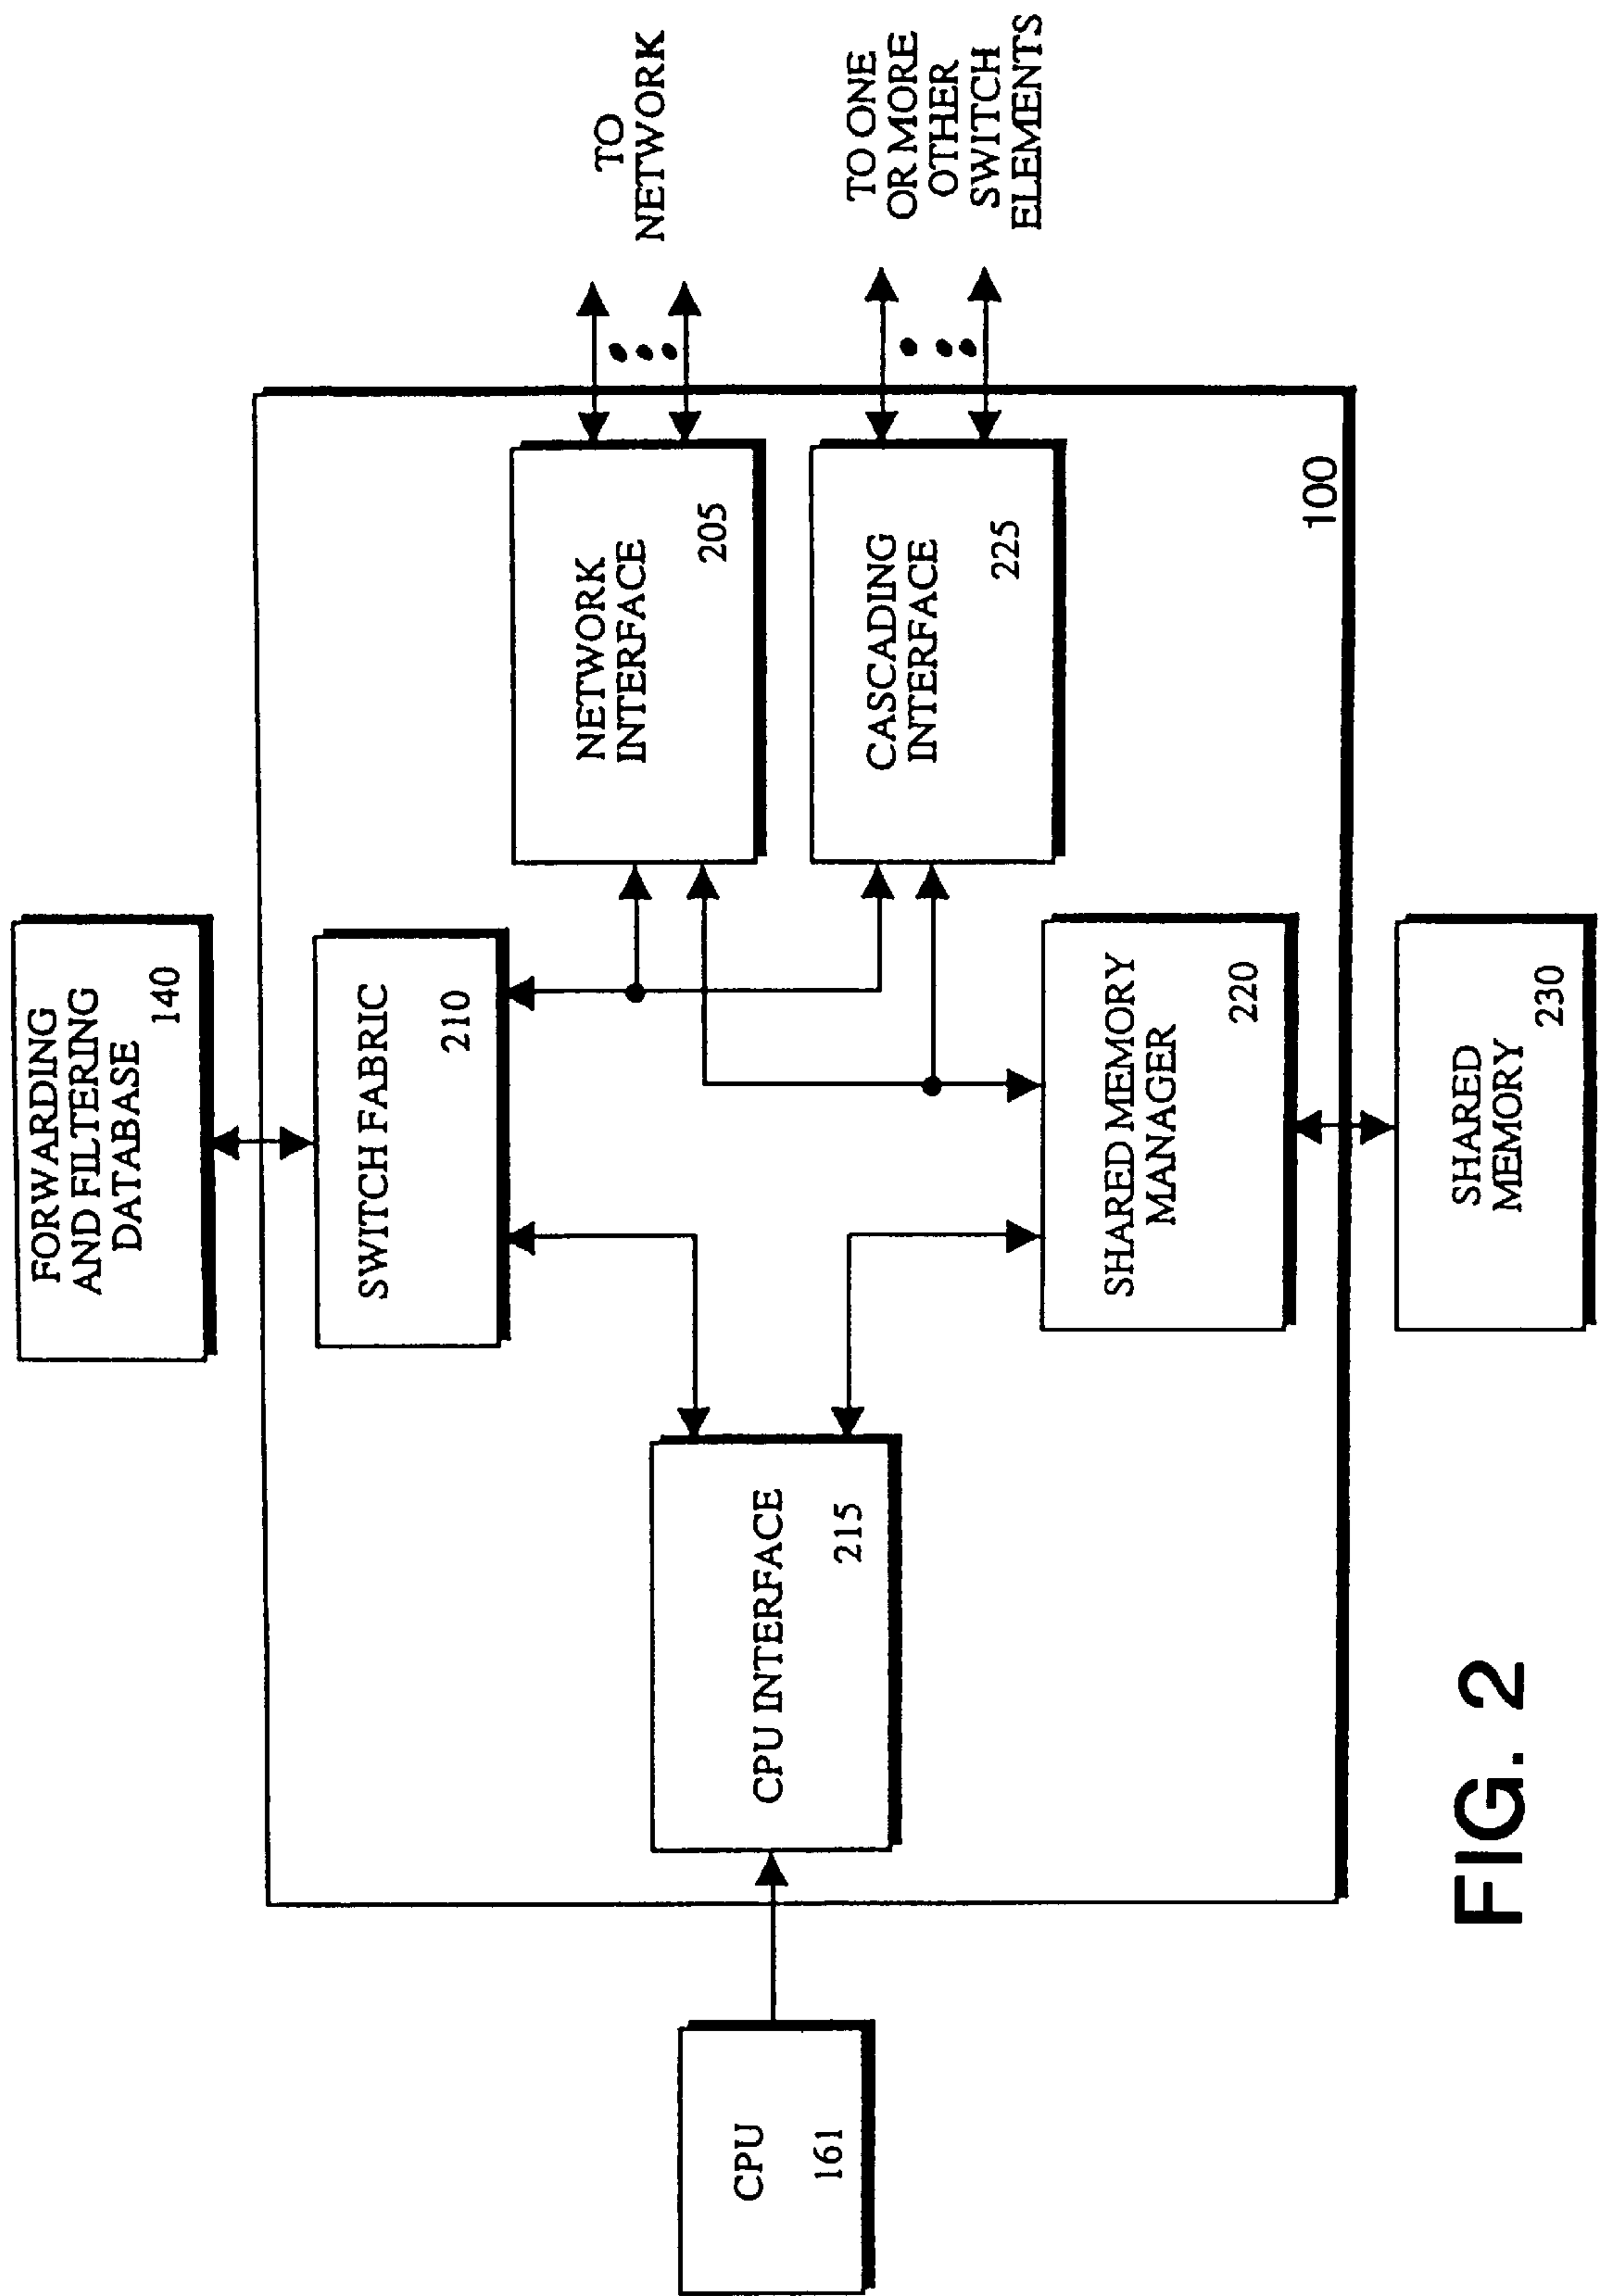 FORWARDING
AND FILTERING
DATABASE
140
SWITCH FABRIC
210
CPU
161
CPU INTERFACE
215
NETWORK
INTERFACE
205
TO
NETWORK
CASCADING
INTERFACE
225
TO ONE
OR MORE
OTHER
SWITCH
ELEMENTS
SHARED MEMORY
MANAGER
220
100
SHARED
MEMORY
230
FIG. 2